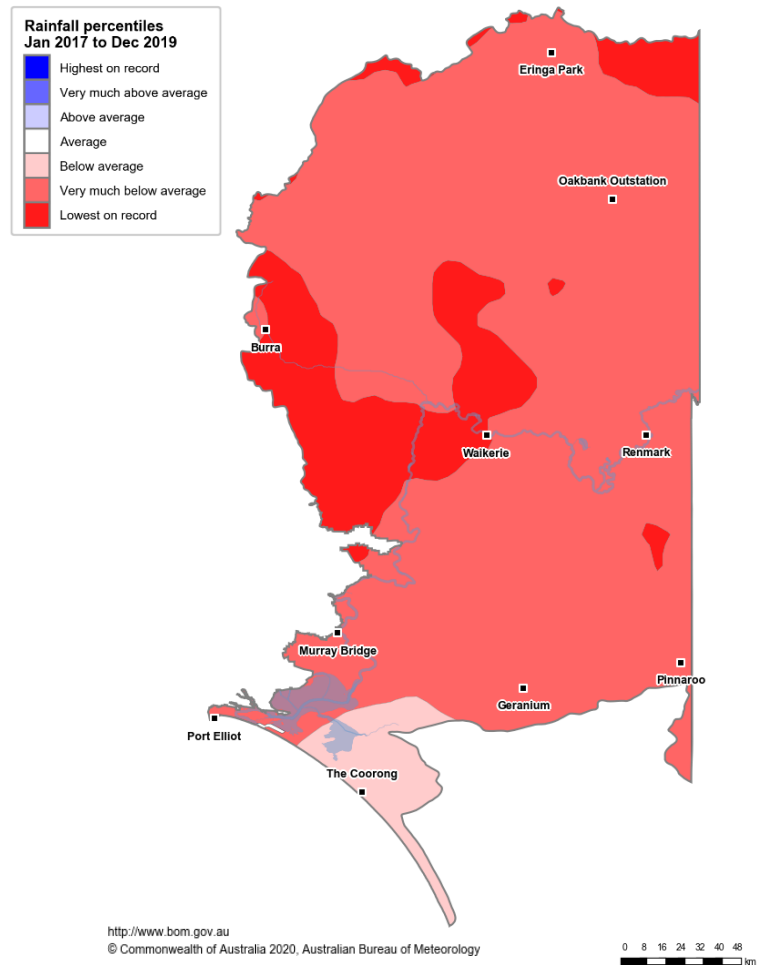 Rainfall percentiles
Jan 2017 to Dec 2019
Highest on record
Very much above average
Above average
Average
Below average
Very much below average
Lowest on record
Eringa Park
Oakbank Outstation
Burra
Waikerie
Renmark
Murray Bridge
Pinnaroo
Geranium
Port Elliot
The Coorong
http://www.bom.gov.au
© Commonwealth of Australia 2020, Australian Bureau of Meteorology
0 8 16 24 32 40 48
km